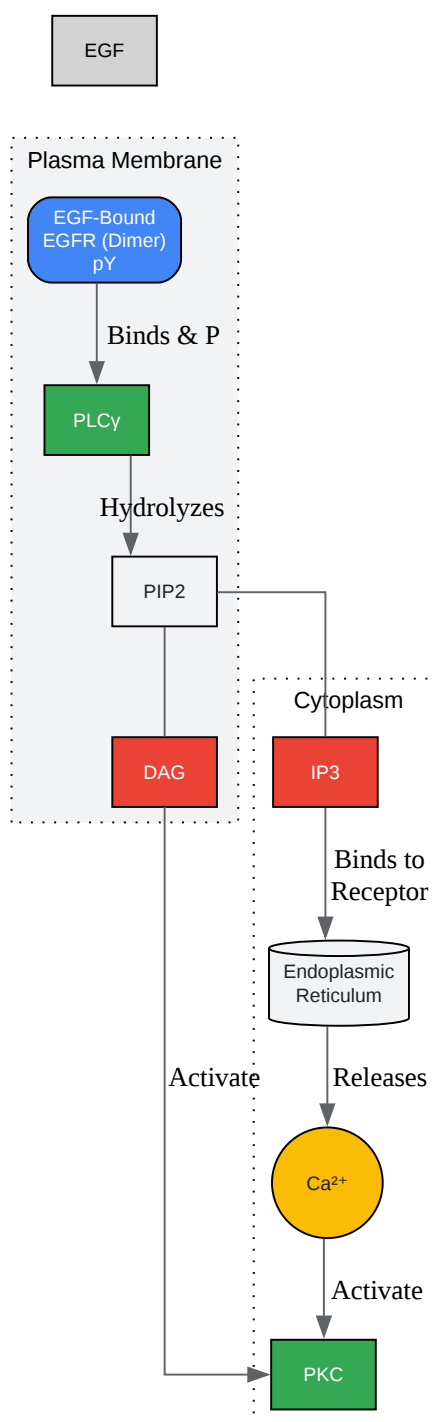 EGF
Plasma Membrane
EGF-Bound
EGFR (Dimer)
pY
Binds & P
PLCγ
Hydrolyzes
PIP2
Cytoplasm
DAG
IP3
Binds to
Receptor
Endoplasmic
Reticulum
Activate
Releases
Ca²⁺
Activate
PKC